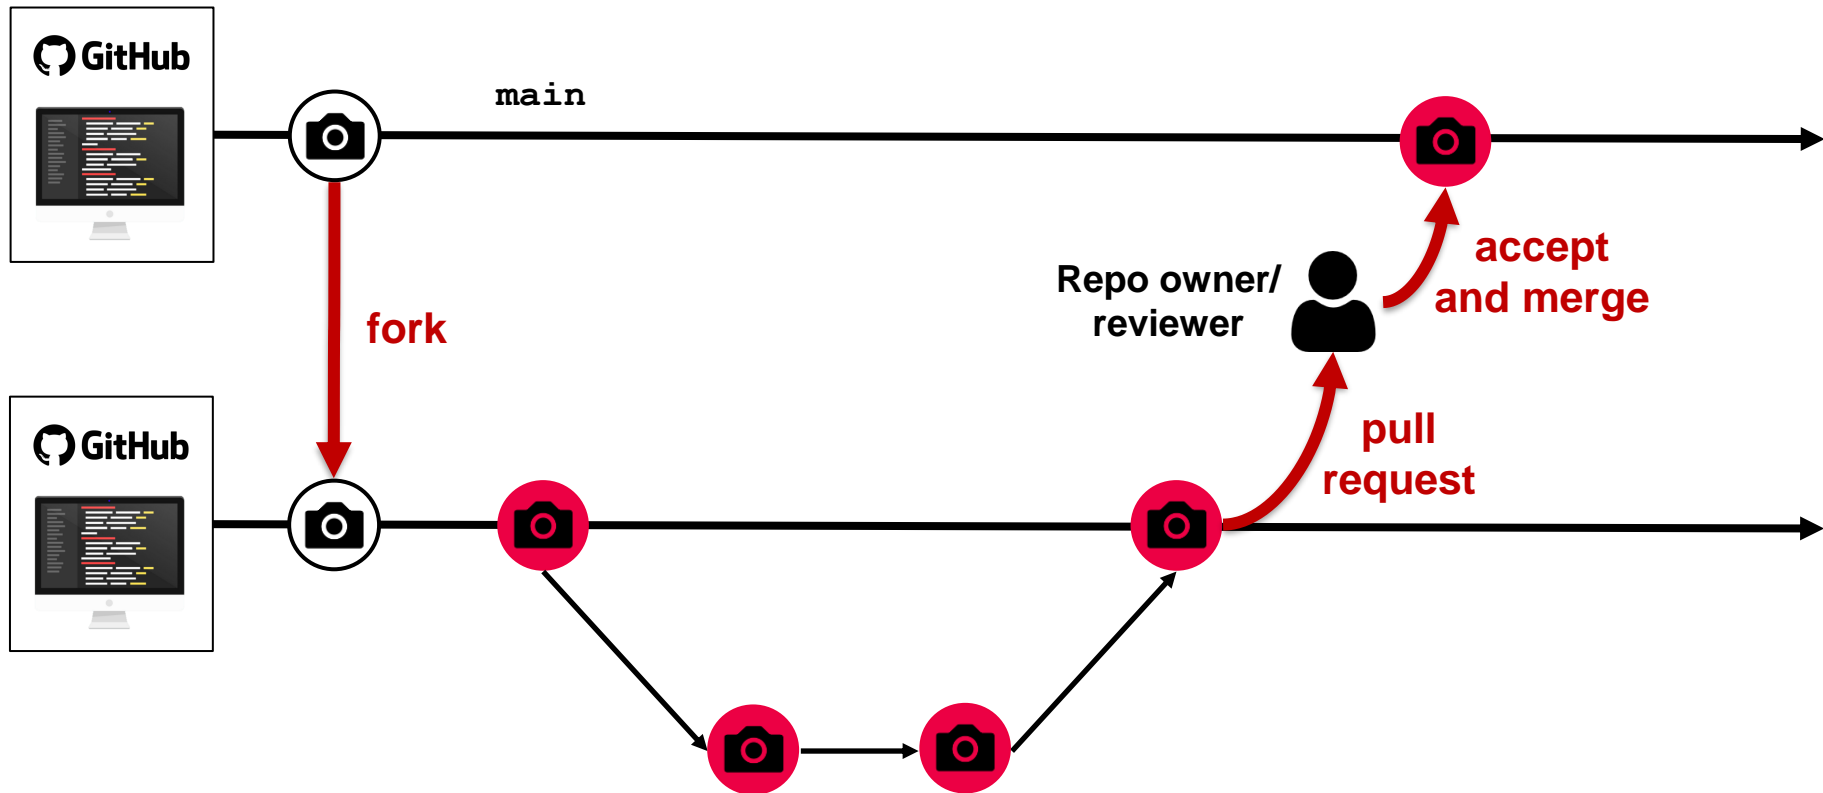 GitHub
main
accept
and merge
Repo owner/
reviewer
fork
GitHub
pull
request